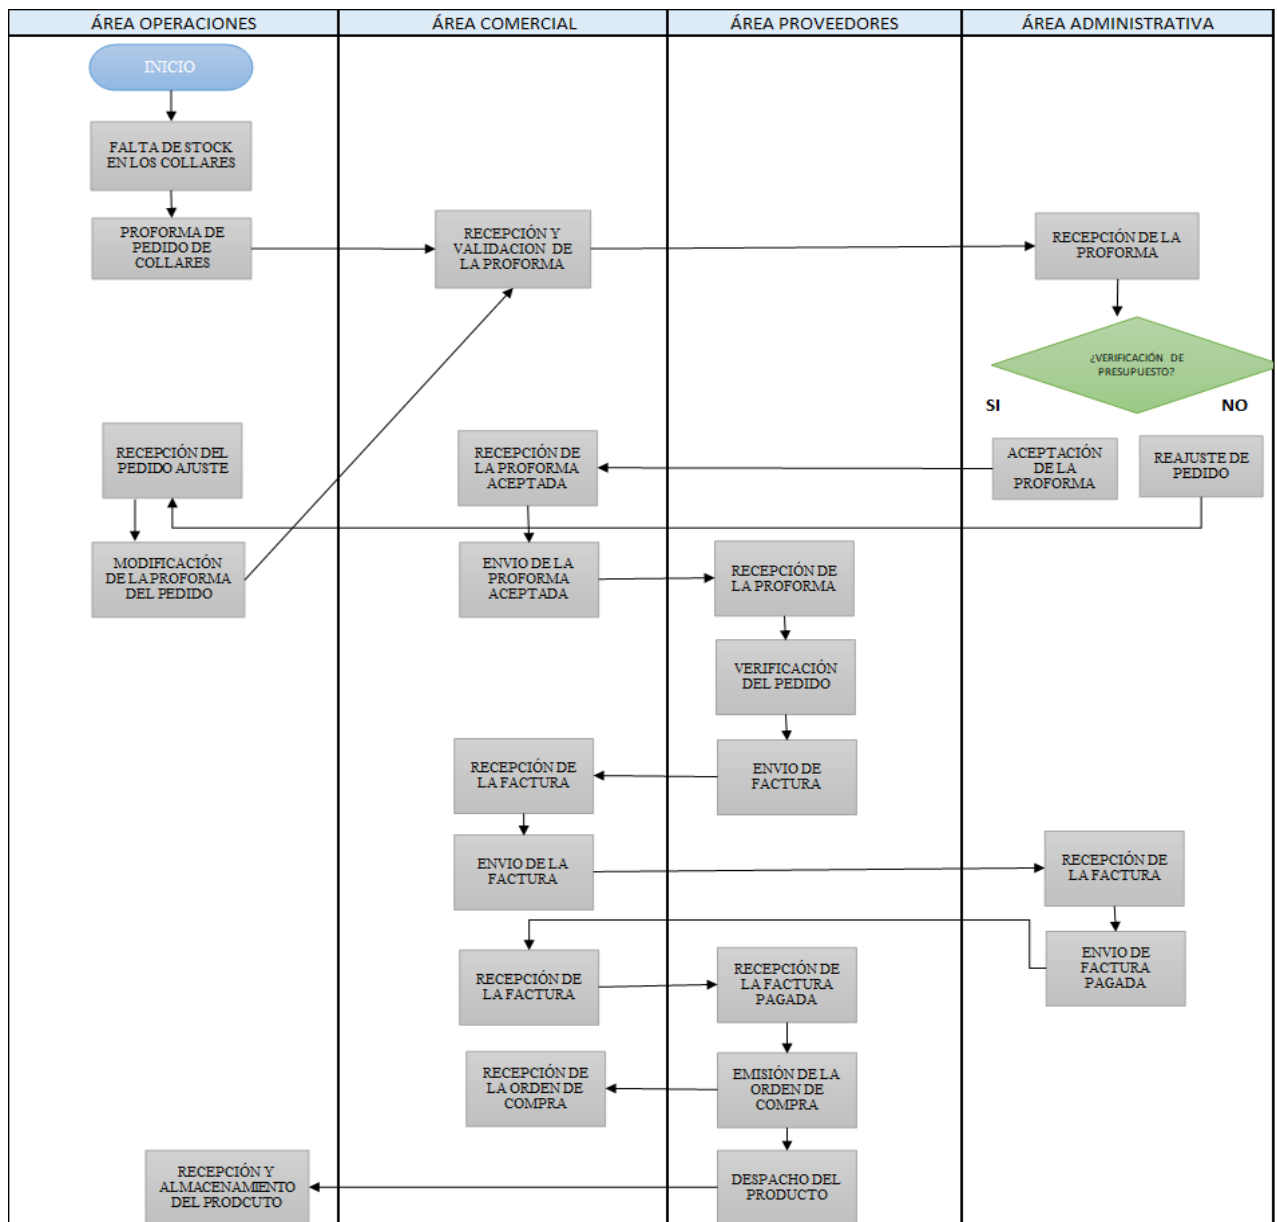 ÁREA OPERACIONES
ÁREA COMERCIAL
ÁREA PROVEEDORES
ÁREA ADMINISTRATIVA
INICIO
FALTA DE STOCK
EN LOS COLLARES
PROFORMA DE
PEDIDO DE
COLLARES
RECEPCIÓN Y
VALIDACION DE
LA PROFORMA
RECEPCIÓN DE LA
PROFORMA
¿VERIFICACIÓN DE
PRESUPUESTO?
SI
NO
RECEPCIÓN DEL
PEDIDO AJUSTE
RECEPCIÓN DE
LA PROFORMA
ACEPTADA
ACEPTACIÓN
DE LA
PROFORMA
REAJUSTE DE
PEDIDO
MODIFICACIÓN
DE LA PROFORMA
DEL PEDIDO
ENVIO DE LA
PROFORMA
ACEPTADA
RECEPCIÓN DE
LA PROFORMA
VERIFICACIÓN
DEL PEDIDO
RECEPCIÓN DE
LA FACTURA
ENVIO DE
FACTURA
ENVIO DE LA
FACTURA
RECEPCIÓN DE
LA FACTURA
RECEPCIÓN DE
LA FACTURA
RECEPCIÓN DE
LA FACTURA
PAGADA
ENVIO DE
FACTURA
PAGADA
RECEPCIÓN DE
LA ORDEN DE
COMPRA
EMISIÓN DE LA
ORDEN DE
COMPRA
RECEPCIÓN Y
ALMACENAMIENTO
DEL PRODCUTO
DESPACHO DEL
PRODUCTO